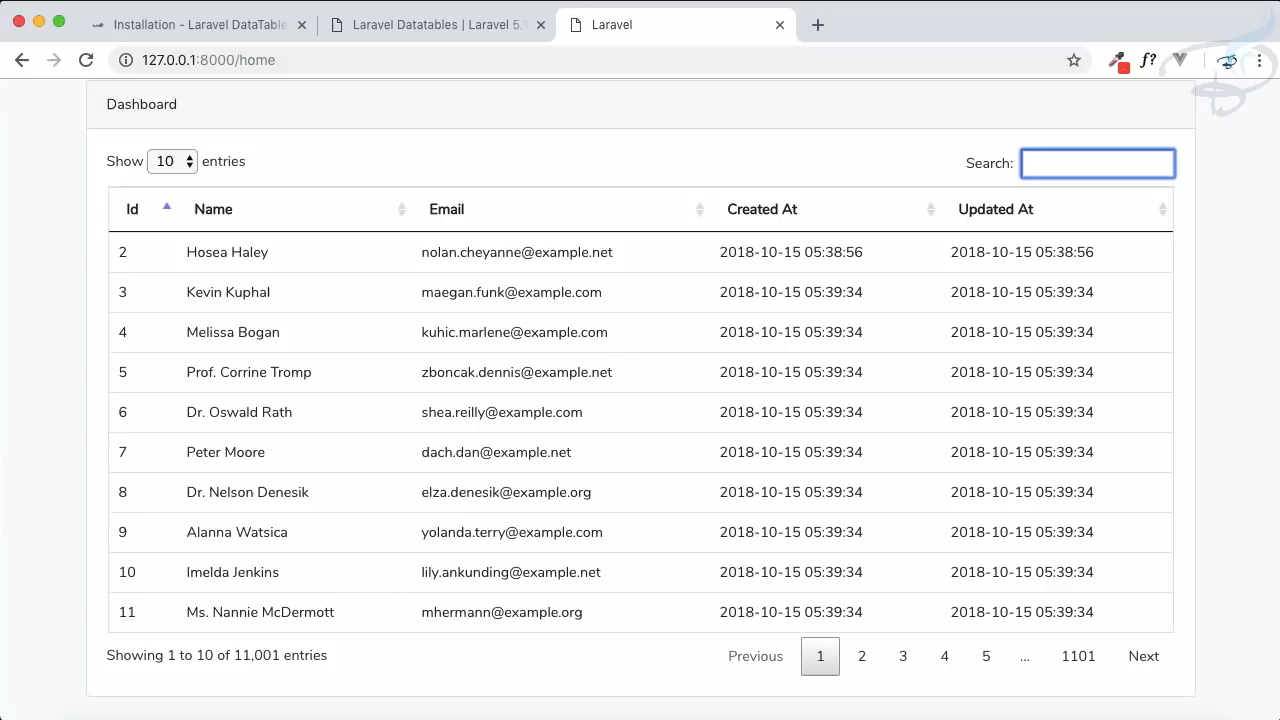 Installation - Laravel DataTable
Laravel Datatables | Laravel 5.
Laravel
127.0.0.1:8000/home
f?
Dashboard
Show 10 entries
Search:
Id Name Email Created At Updated At
2 Hosea Haley nolan.cheyanne@example.net 2018-10-15 05:38:56 2018-10-15 05:38:56
3 Kevin Kuphal maegan.funk@example.com 2018-10-15 05:39:34 2018-10-15 05:39:34
4 Melissa Bogan kuhic.marlene@example.com 2018-10-15 05:39:34 2018-10-15 05:39:34
5 Prof. Corrine Tromp zboncak.dennis@example.net 2018-10-15 05:39:34 2018-10-15 05:39:34
6 Dr. Oswald Rath shea.reilly@example.com 2018-10-15 05:39:34 2018-10-15 05:39:34
7 Peter Moore dach.dan@example.net 2018-10-15 05:39:34 2018-10-15 05:39:34
8 Dr. Nelson Denesik elza.denesik@example.org 2018-10-15 05:39:34 2018-10-15 05:39:34
9 Alanna Watsica yolanda.terry@example.com 2018-10-15 05:39:34 2018-10-15 05:39:34
10 Imelda Jenkins lily.ankunding@example.net 2018-10-15 05:39:34 2018-10-15 05:39:34
11 Ms. Nannie McDermott mhermann@example.org 2018-10-15 05:39:34 2018-10-15 05:39:34
Showing 1 to 10 of 11,001 entries
Previous 1 2 3 4 5 ... 1101 Next